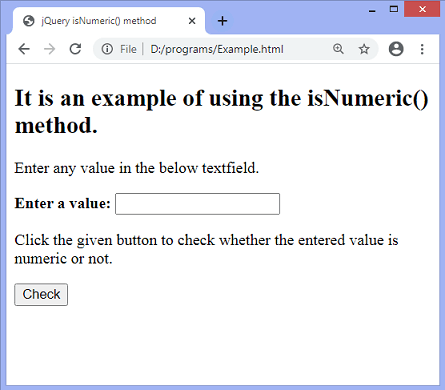 jQuery isNumeric() method
File | D:/programs/Example.html
It is an example of using the isNumeric()
method.
Enter any value in the below textfield.
Enter a value:
Click the given button to check whether the entered value is
numeric or not.
Check